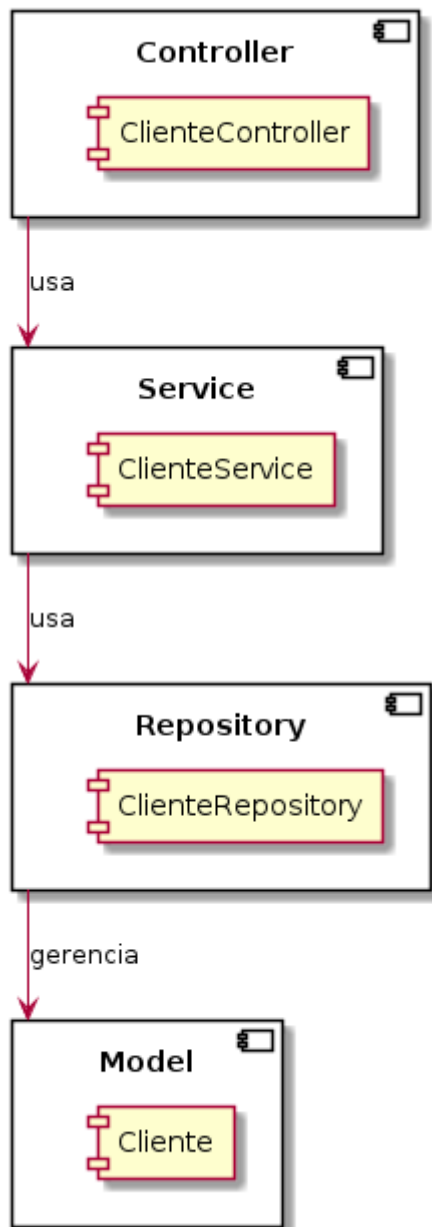 Controller
ClienteController
usa
Service
ClienteService
usa
Repository
ClienteRepository
gerencia
Model
Cliente